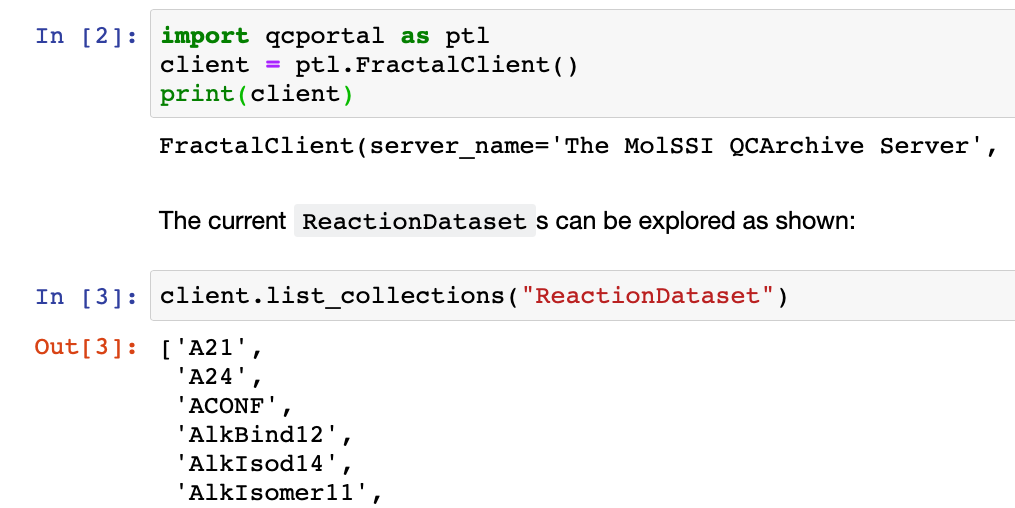 In [2]: import qcportal as ptl
client = ptl.FractalClient()
print(client)
FractalClient(server_name='The MolSSI QCArchive Server',
The current ReactionDatasets can be explored as shown:
In [3]: client.list_collections("ReactionDataset")
Out[3]: ['A21',
'A24',
'ACONF',
'AlkBind12',
'AlkIsod14',
'AlkIsomer11',